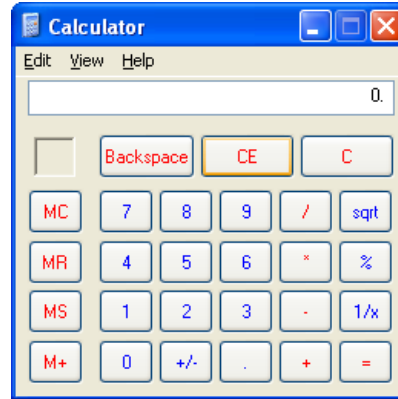 Calculator
Edit View Help
0.
Backspace CE C
MC 7 8 9 / sqrt
MR 4 5 6 * %
MS 1 2 3 - 1/x
M+ 0 +/- . + =